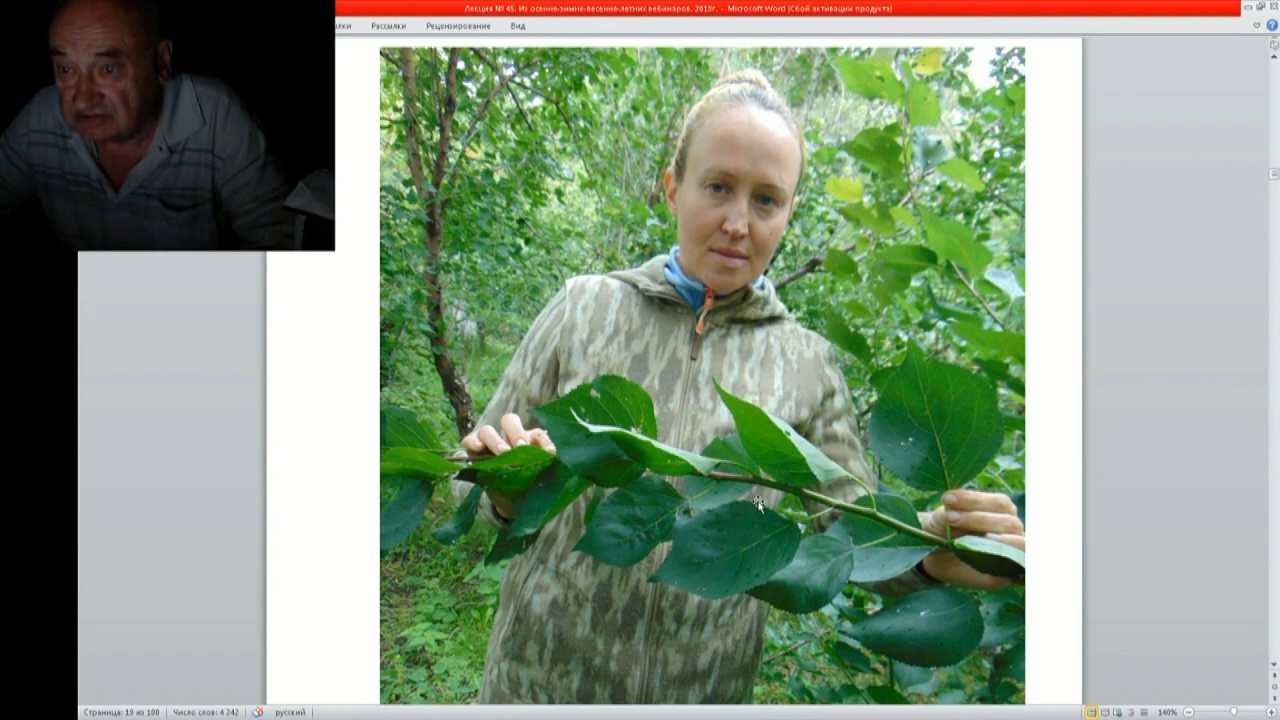 Лекция № 45. Из осенне-зимне-весенне-летних вебинаров. 2019г. - Microsoft Word (Сбой активации продукта)
лки Рассылки Рецензирование Вид
Страница: 19 из 100 Число слов: 4 242 русский 140%